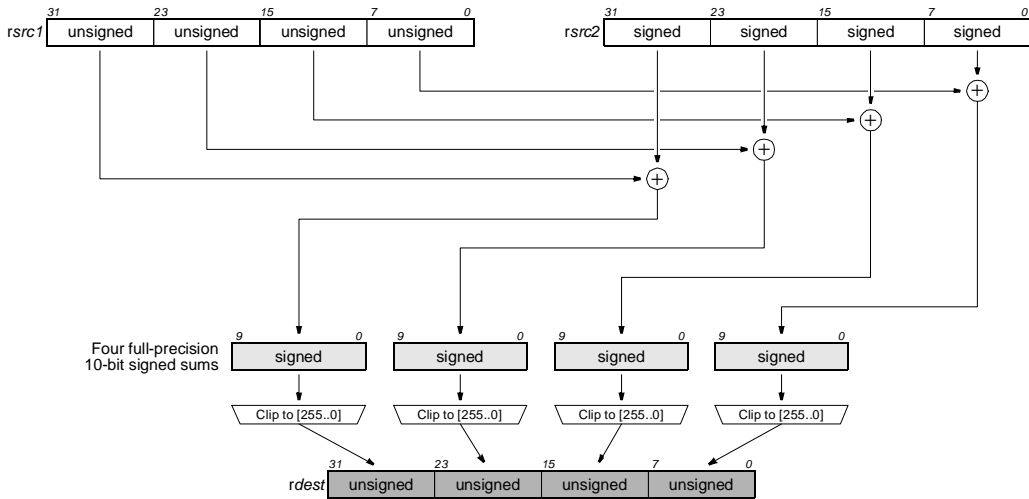 31 23 15 7 0 31 23 15 7 0
rsrc1 unsigned unsigned unsigned unsigned rsrc2 signed signed signed signed
+
+
+
+
9 0 9 0 9 0 9 0
Four full-precision
10-bit signed sums
signed signed signed signed
Clip to [255..0] Clip to [255..0] Clip to [255..0] Clip to [255..0]
31 23 15 7 0
rdest unsigned unsigned unsigned unsigned